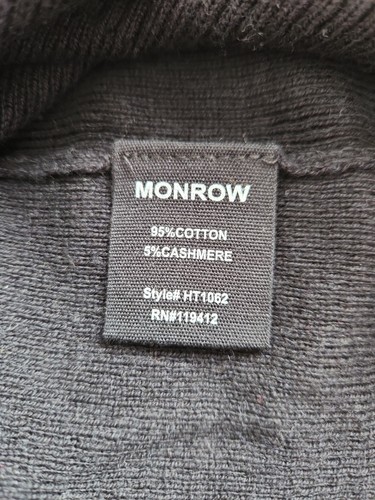 MONROW
95%COTTON
5%CASHMERE
Style# HT1062
RN#119412